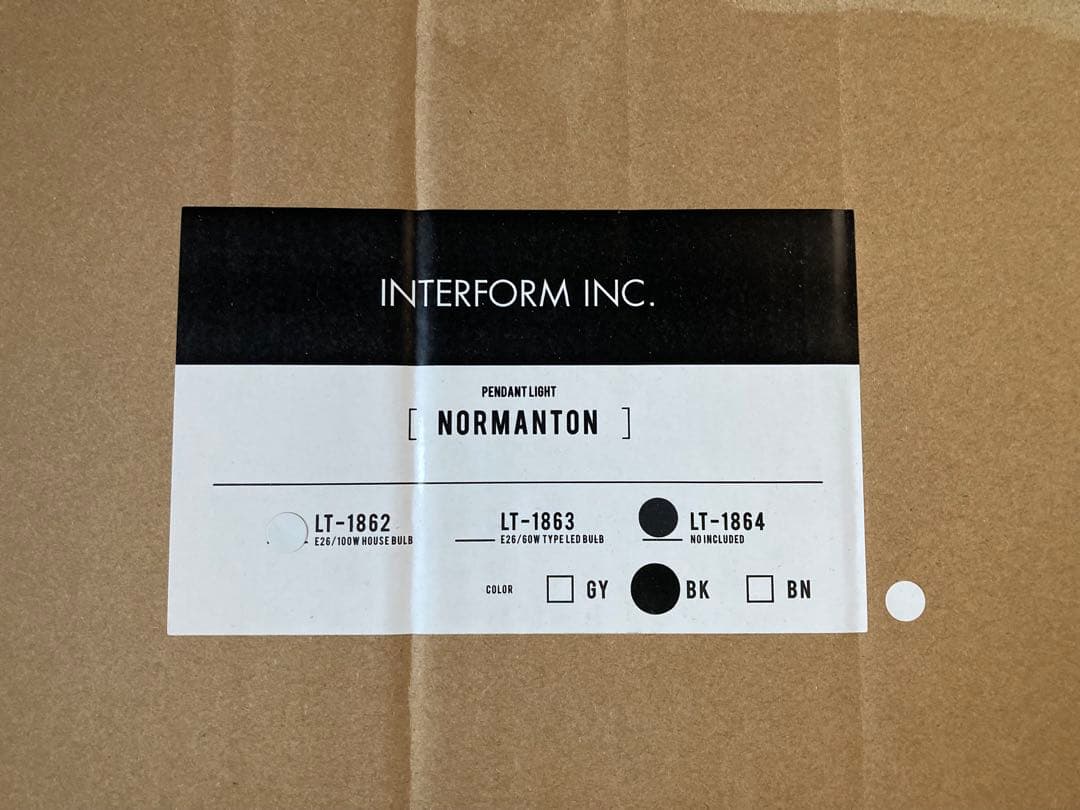 INTERFORM INC.
PENDANT LIGHT
[ NORMANTON ]
LT-1862
E26/100W HOUSE BULB
LT-1863
E26/60W TYPE LED BULB
LT-1864
NO INCLUDED
COLOR GY BK BN